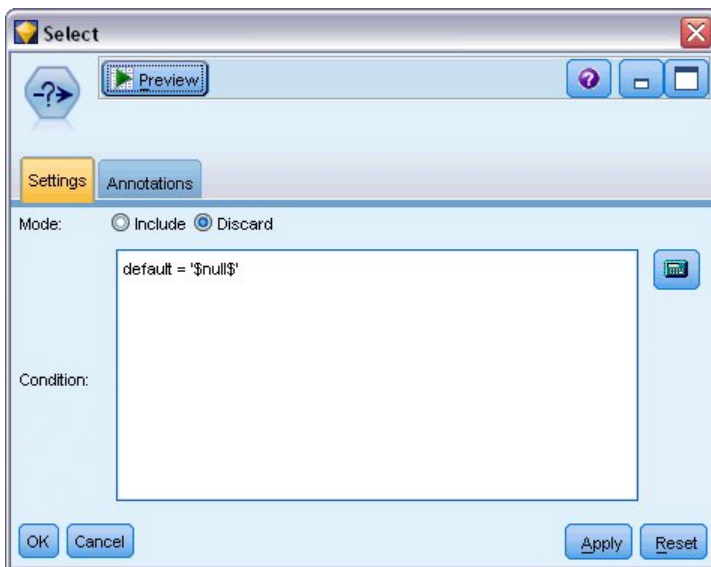 Select
-?➤
Preview
?
Settings Annotations
Mode: Include Discard
default = '$null$'
Condition:
OK Cancel Apply Reset